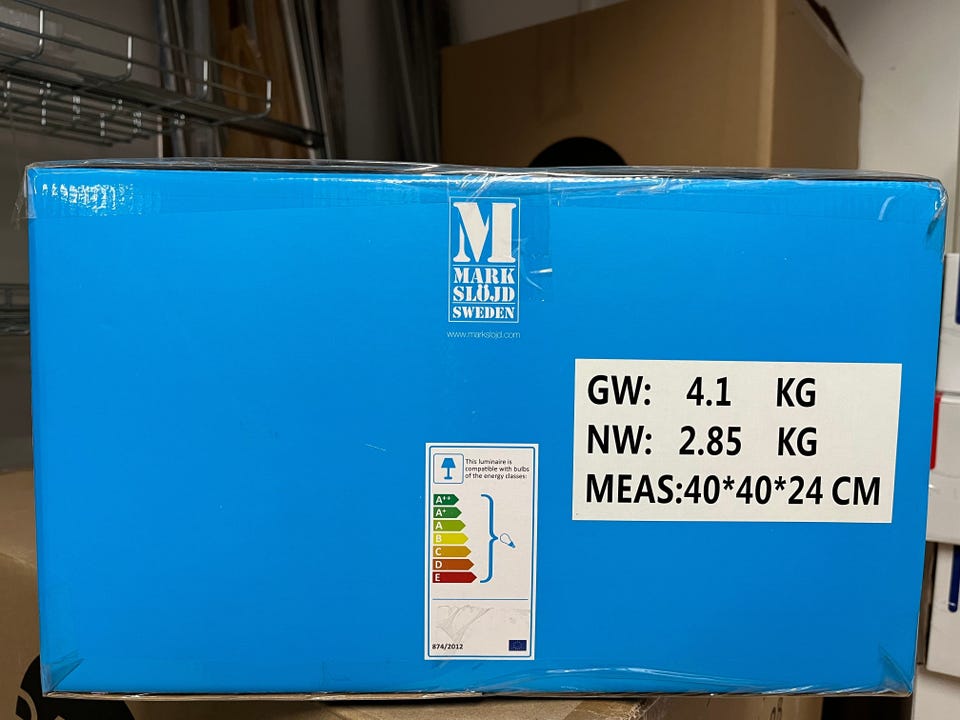 M
MARK
SLÖJD
SWEDEN
www.markslojd.com
GW: 4.1 KG
NW: 2.85 KG
MEAS:40*40*24 CM
This luminaire is
compatible with bulbs
of the energy classes:
A++
A+
A
B
C
D
E
874/2012